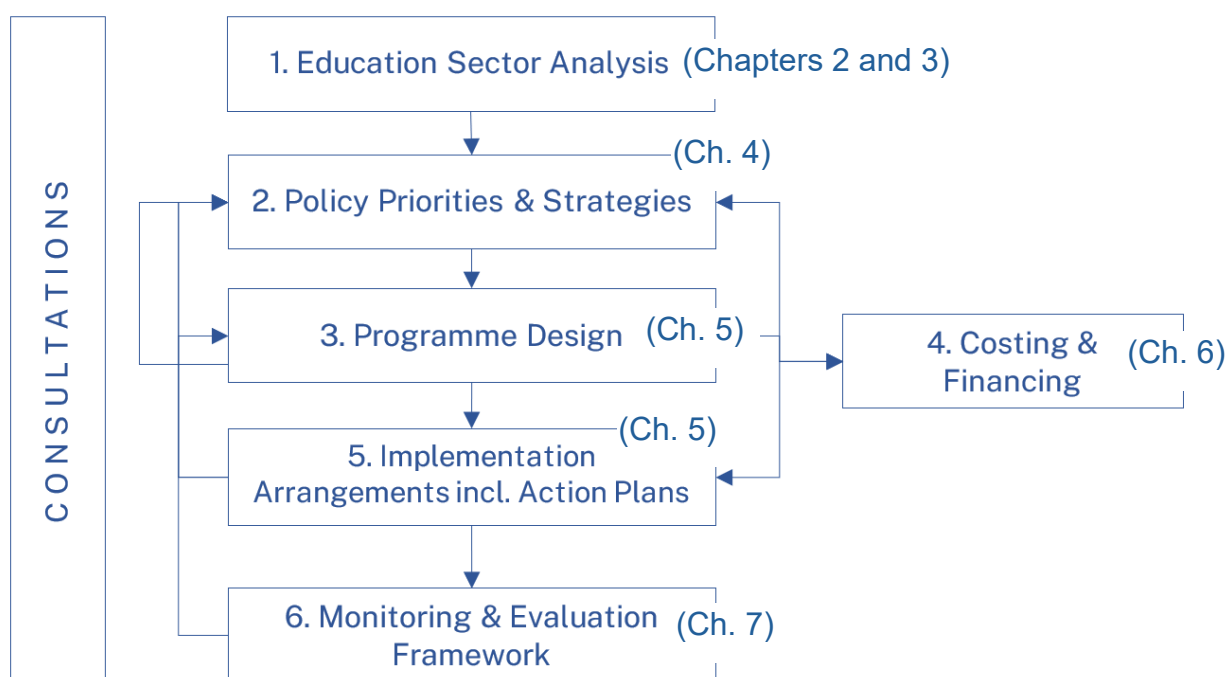 CONSULTATIONS
1. Education Sector Analysis (Chapters 2 and 3)
(Ch. 4)
2. Policy Priorities & Strategies
3. Programme Design (Ch. 5)
4. Costing &
Financing
(Ch. 6)
(Ch. 5)
5. Implementation
Arrangements incl. Action Plans
6. Monitoring & Evaluation
Framework
(Ch. 7)